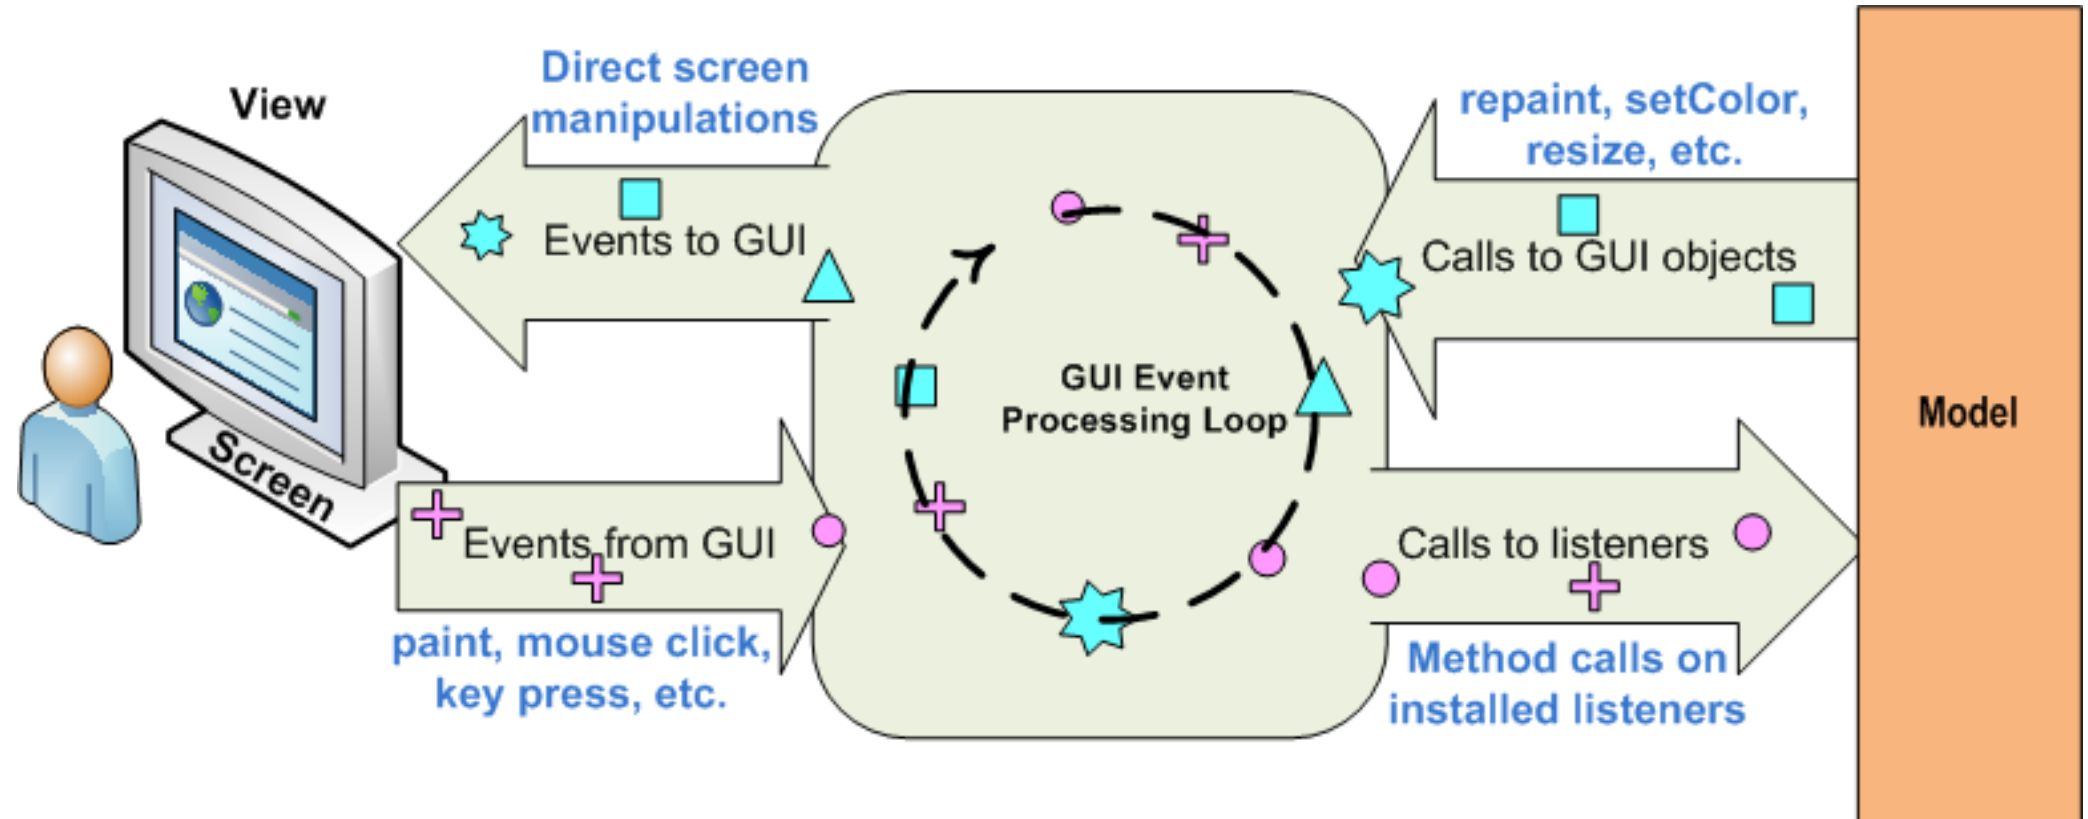 View
Direct screen
manipulations
Events to GUI
repaint, setColor,
resize, etc.
Calls to GUI objects
GUI Event
Processing Loop
Model
Screen
Events from GUI
paint, mouse click,
key press, etc.
Calls to listeners
Method calls on
installed listeners